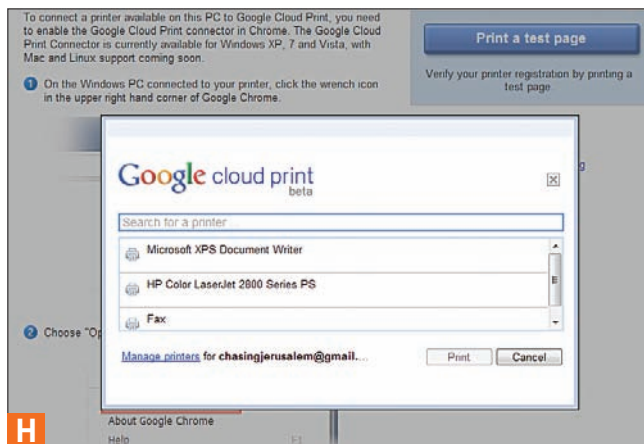 To connect a printer available on this PC to Google Cloud Print, you need
to enable the Google Cloud Print connector in Chrome. The Google Cloud
Print Connector is currently available for Windows XP, 7 and Vista, with
Mac and Linux support coming soon.
1 On the Windows PC connected to your printer, click the wrench icon
in the upper right hand corner of Google Chrome.
Print a test page
Verify your printer registration by printing a
test page
Google cloud print
beta
Search for a printer
Microsoft XPS Document Writer
HP Color LaserJet 2800 Series PS
Fax
2 Choose "Op
Manage printers for chasingjerusalem@gmail....
Print
Cancel
About Google Chrome
Help F1
H